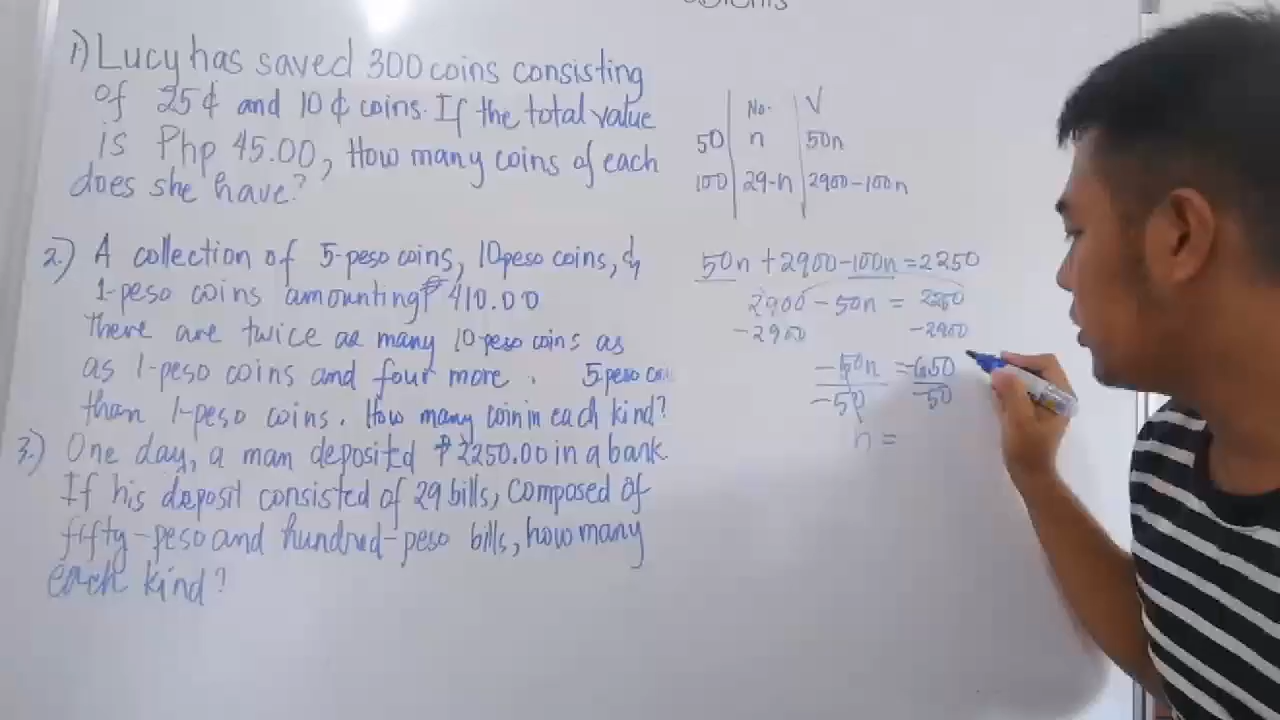 1.) Lucy has saved 300 coins consisting
of 25¢ and 10¢ coins. If the total value
is Php 45.00, How many coins of each
does she have?
2.) A collection of 5-peso coins, 10peso coins, &
1-peso coins amounting ₱410.00
There are twice as many 10-peso coins as
as 1-peso coins and four more. 5peso
than 1-peso coins. How many coin in each kind?
3.) One day, a man deposited ₱2250.00 in a bank.
If his deposit consisted of 29 bills, composed of
fifty-peso and hundred-peso bills, how many
each kind?
No. V
50 n 50n
100 29-n 2900-100n
50n + 2900 - 100n = 2250
2900 - 50n = 2250
-2900 -2900
-50n = -650
-50 -50
n =